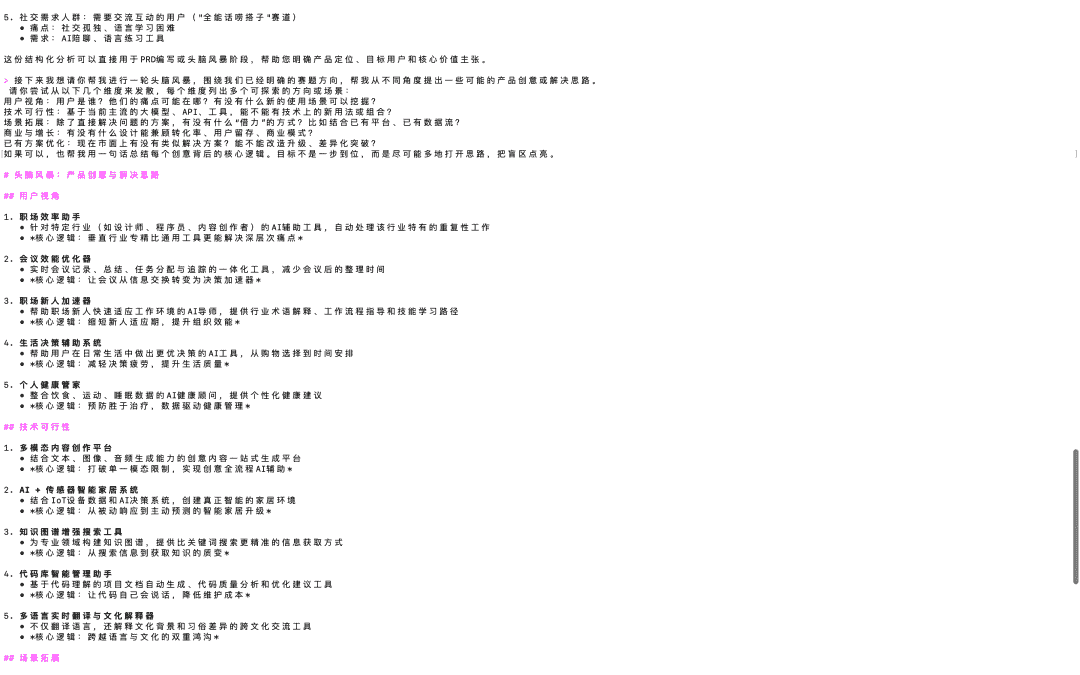 5. 社交需求人群: 需要交流互动的用户 ("全能话唠搭子"赛道)
• 痛点: 社交孤独、语言学习困难
• 需求: AI陪聊、语言练习工具
这份结构化分析可以直接用于PRD编写或头脑风暴阶段, 帮助您明确产品定位、目标用户和核心价值主张。
> 接下来我想请你帮我进行一轮头脑风暴, 围绕我们已经明确的赛题方向, 帮我从不同角度提出一些可能的产品创意或解决思路。
请你尝试从以下几个维度来发散, 每个维度列出多个可探索的方向或场景:
用户视角: 用户是谁? 他们的痛点可能在哪? 有没有什么新的使用场景可以挖掘?
技术可行性: 基于当前主流的大模型、API、工具, 能不能有技术上的新用法或组合?
场景拓展: 除了直接解决问题的方案, 有没有什么"借力"的方式? 比如结合已有平台、已有数据流?
商业与增长: 有没有什么设计能兼顾转化率、用户留存、商业模式?
已有方案优化: 现在市面上有没有类似解决方案? 能不能改造升级、差异化突破?
如果可以, 也帮我用一句话总结每个创意背后的核心逻辑。目标不是一步到位, 而是尽可能多地打开思路, 把盲区点亮。
# 头脑风暴: 产品创意与解决思路
## 用户视角
1. 职场效率助手
• 针对特定行业 (如设计师、程序员、内容创作者) 的AI辅助工具, 自动处理该行业特有的重复性工作
• *核心逻辑: 垂直行业专精比通用工具更能解决深层次痛点*
2. 会议效能优化器
• 实时会议记录、总结、任务分配与追踪的一体化工具, 减少会议后的整理时间
• *核心逻辑: 让会议从信息交换转变为决策加速器*
3. 职场新人加速器
• 帮助职场新人快速适应工作环境的AI导师, 提供行业术语解释、工作流程指导和技能学习路径
• *核心逻辑: 缩短新人适应期, 提升组织效能*
4. 生活决策辅助系统
• 帮助用户在日常生活中做出更优决策的AI工具, 从购物选择到时间安排
• *核心逻辑: 减轻决策疲劳, 提升生活质量*
5. 个人健康管家
• 整合饮食、运动、睡眠数据的AI健康顾问, 提供个性化健康建议
• *核心逻辑: 预防胜于治疗, 数据驱动健康管理*
## 技术可行性
1. 多模态内容创作平台
• 结合文本、图像、音频生成能力的创意内容一站式生成平台
• *核心逻辑: 打破单一模态限制, 实现创意全流程AI辅助*
2. AI + 传感器智能家居系统
• 结合IoT设备数据和AI决策系统, 创建真正智能的家居环境
• *核心逻辑: 从被动响应到主动预测的智能家居升级*
3. 知识图谱增强搜索工具
• 为专业领域构建知识图谱, 提供比关键词搜索更精准的信息获取方式
• *核心逻辑: 从搜索信息到获取知识的质变*
4. 代码库智能管理助手
• 基于代码理解的项目文档自动生成、代码质量分析和优化建议工具
• *核心逻辑: 让代码自己会说话, 降低维护成本*
5. 多语言实时翻译与文化解释器
• 不仅翻译语言, 还解释文化背景和习俗差异的跨文化交流工具
• *核心逻辑: 跨越语言与文化的双重鸿沟*
## 场景拓展